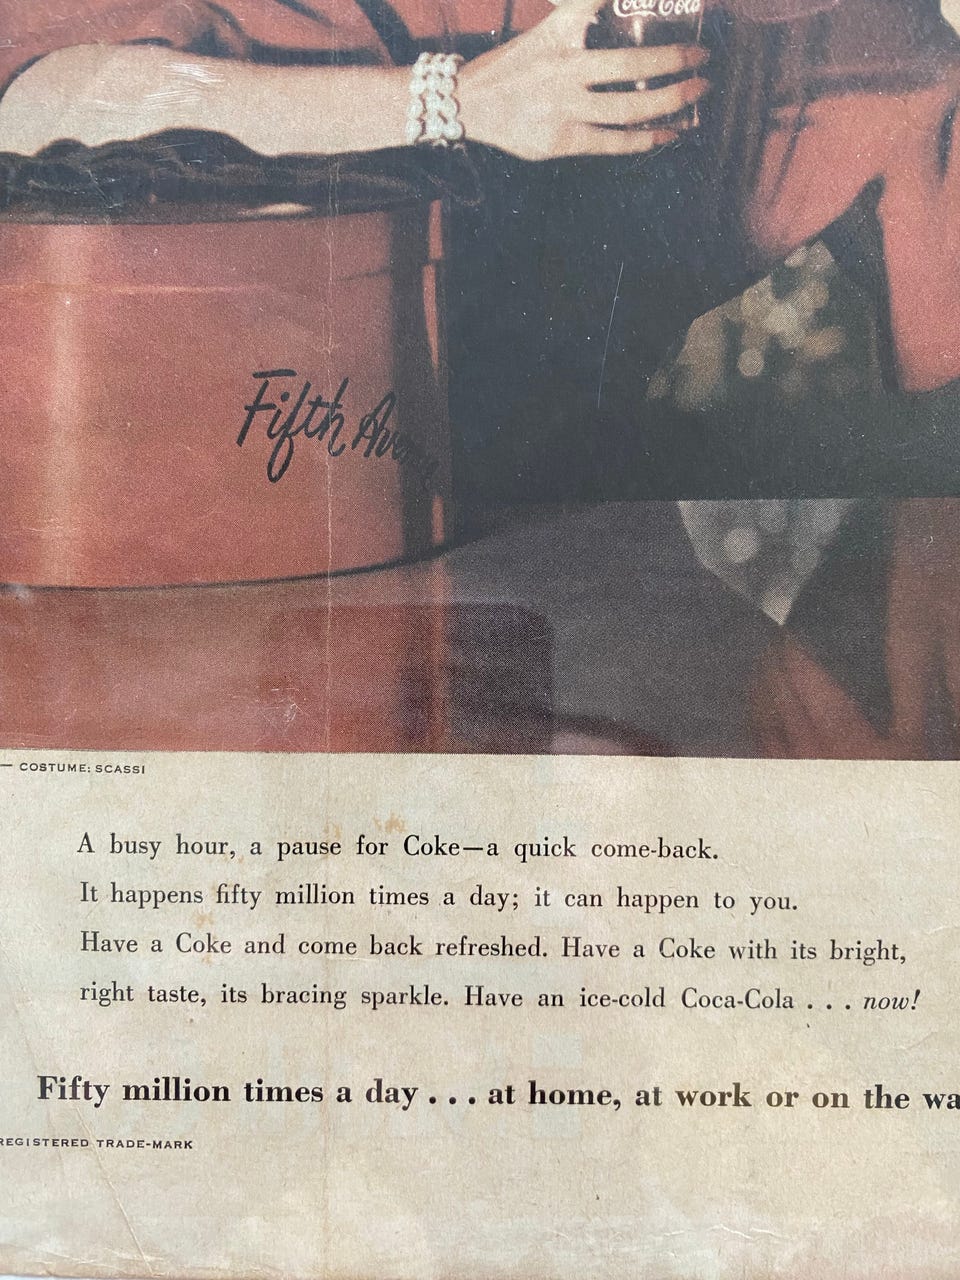 Coca-Cola
Fifth Avenue
— COSTUME: SCASSI
A busy hour, a pause for Coke—a quick come-back.
It happens fifty million times a day; it can happen to you.
Have a Coke and come back refreshed. Have a Coke with its bright,
right taste, its bracing sparkle. Have an ice-cold Coca-Cola . . . now!
Fifty million times a day . . . at home, at work or on the wa
REGISTERED TRADE-MARK